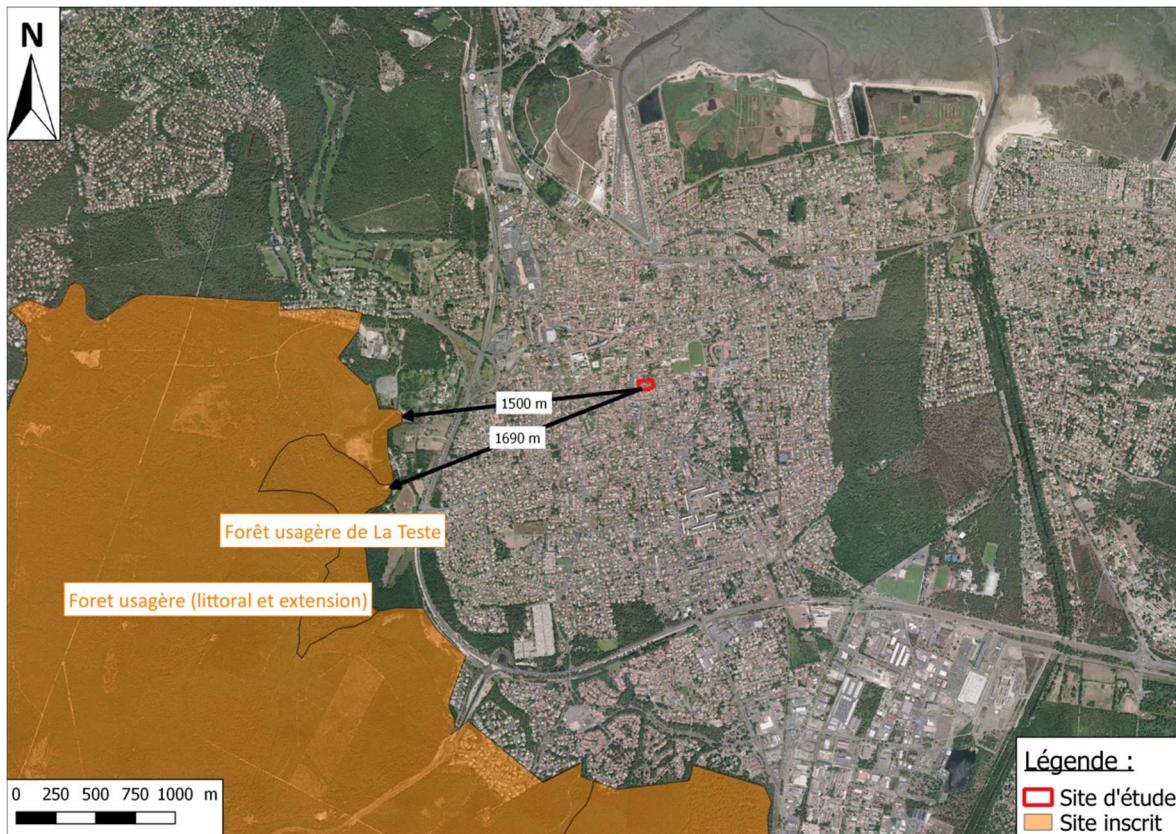 N
1500 m
1690 m
Forêt usagère de La Teste
Foret usagère (littoral et extension)
0 250 500 750 1000 m
Légende :
Site d'étude
Site inscrit